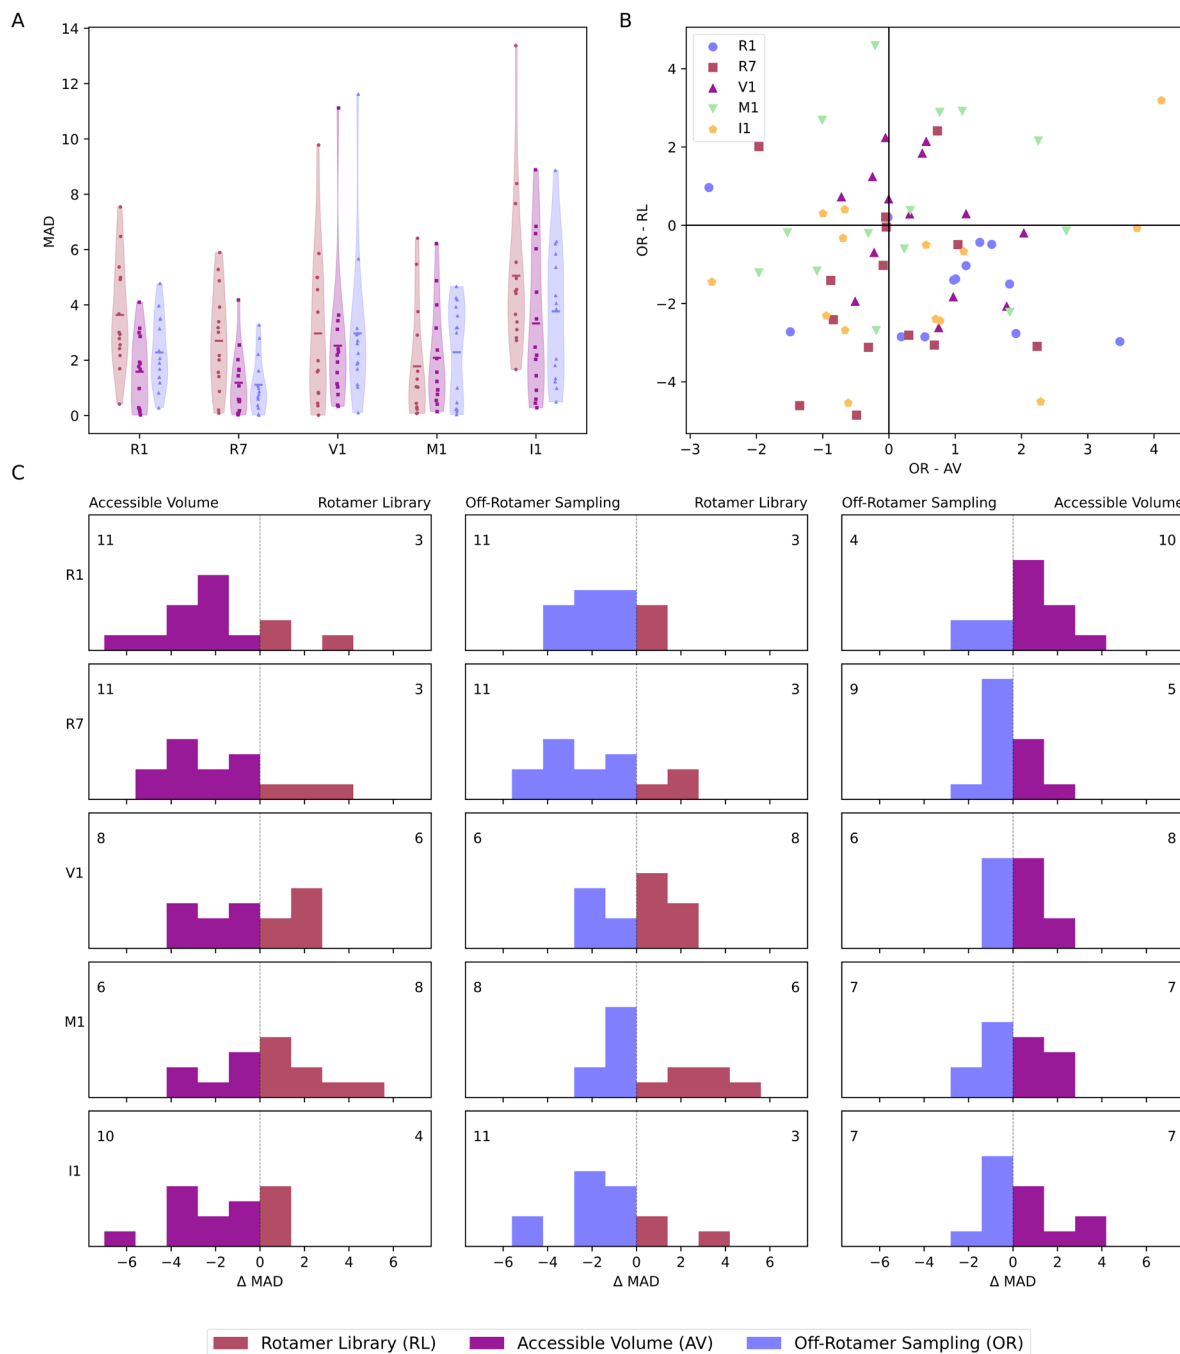 A
B
14
12
10
8
6
4
2
0
MAD
R1
R7
V1
M1
I1
4
2
0
−2
−4
OR - RL
R1
R7
V1
M1
I1
−3
−2
−1
0
1
2
3
4
OR - AV
C
Accessible Volume Rotamer Library
Off-Rotamer Sampling Rotamer Library
Off-Rotamer Sampling Accessible Volume
R1
11 3
11 3
4 10
R7
11 3
11 3
9 5
V1
8 6
6 8
6 8
M1
6 8
8 6
7 7
I1
10 4
11 3
7 7
−6 −4 −2 0 2 4 6
−6 −4 −2 0 2 4 6
−6 −4 −2 0 2 4 6
Δ MAD
Δ MAD
Δ MAD
Rotamer Library (RL)
Accessible Volume (AV)
Off-Rotamer Sampling (OR)